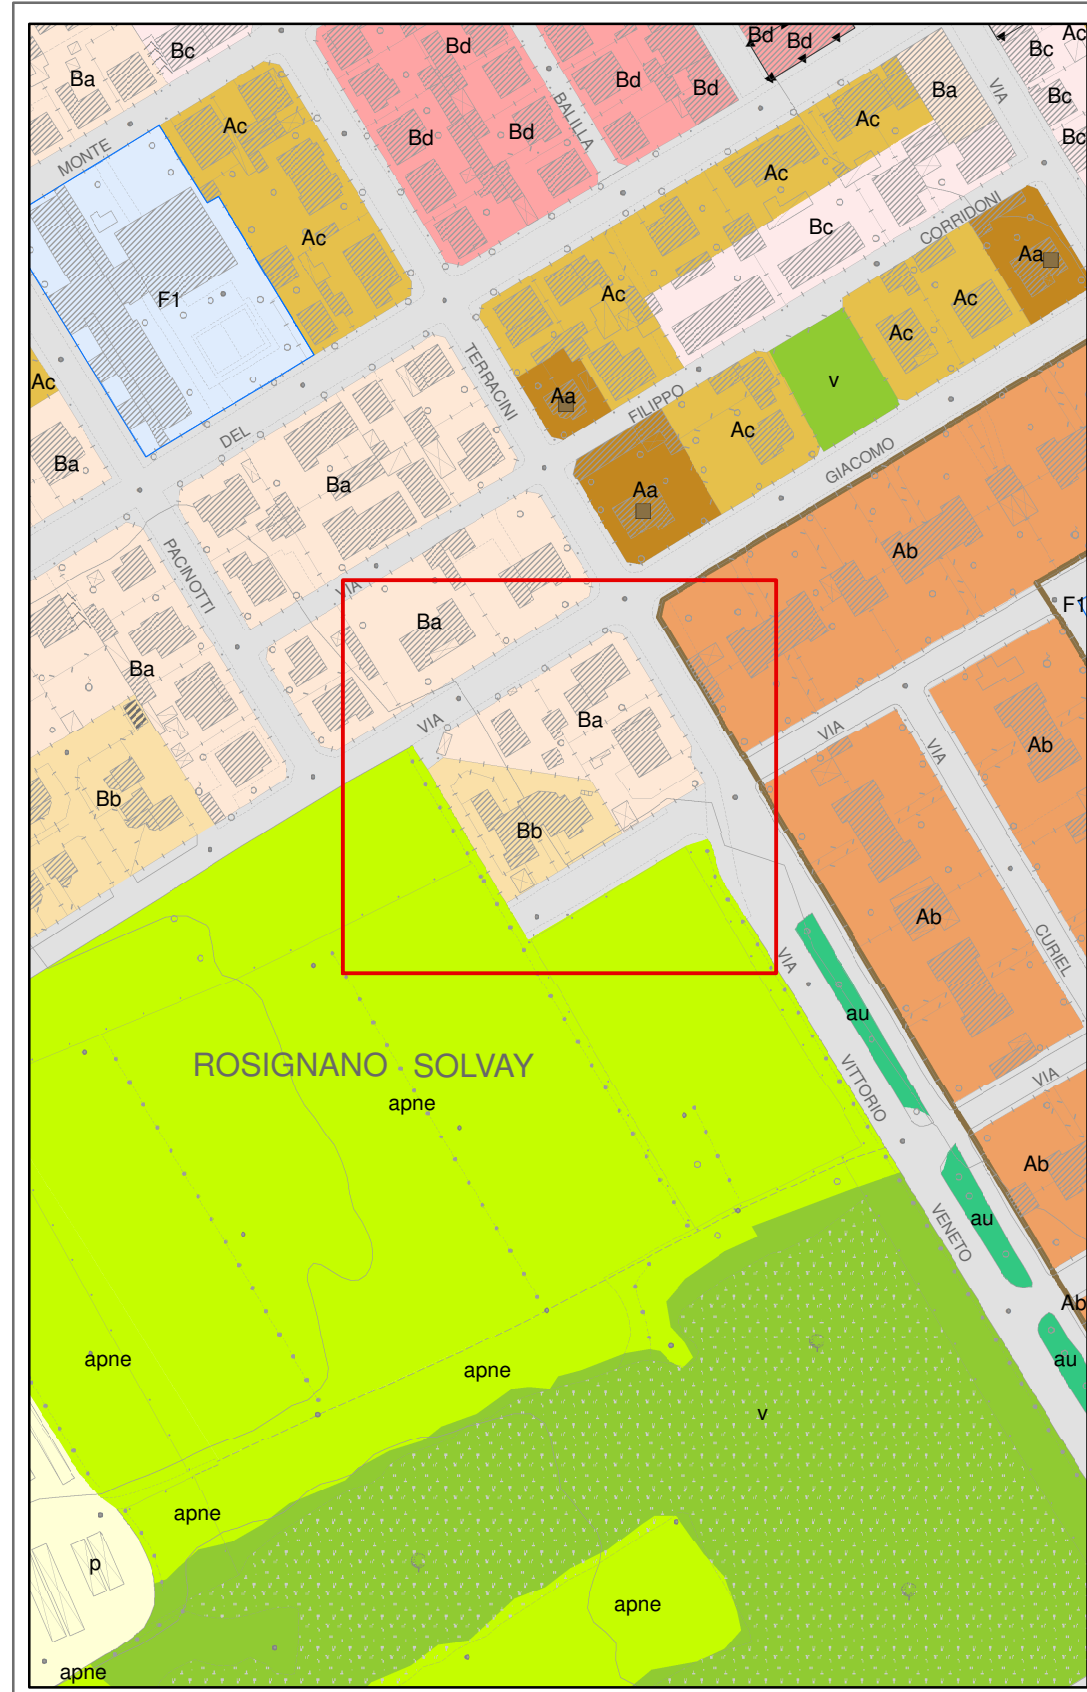 Bd
Bd
Ac
Bc
Bc
Ba
Bd
Bd
Ba
VIA
Bc
BALILLA
Ac
Ac
Bd
Bd
Bc
MONTE
Ac
Ac
Bc
CORRIDONI
Aa
F1
Ac
Ac
Ac
Ac
TERRACINI
v
Ac
Aa
FILIPPO
DEL
Ac
GIACOMO
Ba
Ba
Aa
Ab
PACINOTTI
VIA
F1
Ba
Ba
Ba
VIA
VIA
VIA
Ab
Bb
Bb
Ab
CURIEL
VIA
au
ROSIGNANO SOLVAY
VITTORIO
VIA
apne
Ab
au
VENETO
Ab
apne
apne
au
v
apne
p
apne
apne